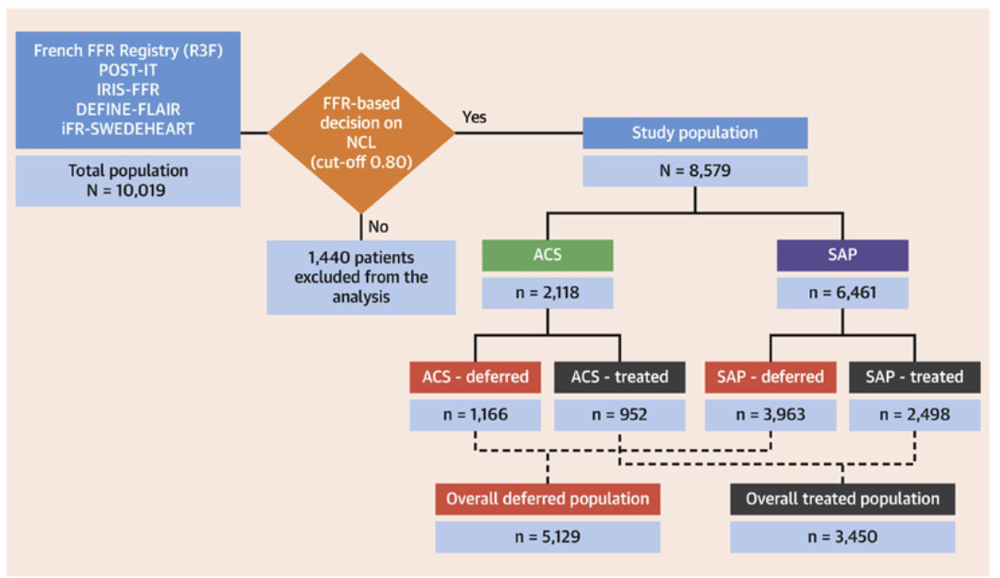 French FFR Registry (R3F)
POST-IT
IRIS-FFR
DEFINE-FLAIR
iFR-SWEDEHEART
Total population
N = 10,019
FFR-based
decision on
NCL
(cut-off 0.80)
Yes
No
1,440 patients
excluded from the
analysis
Study population
N = 8,579
ACS
n = 2,118
SAP
n = 6,461
ACS - deferred
n = 1,166
ACS - treated
n = 952
SAP - deferred
n = 3,963
SAP - treated
n = 2,498
Overall deferred population
n = 5,129
Overall treated population
n = 3,450